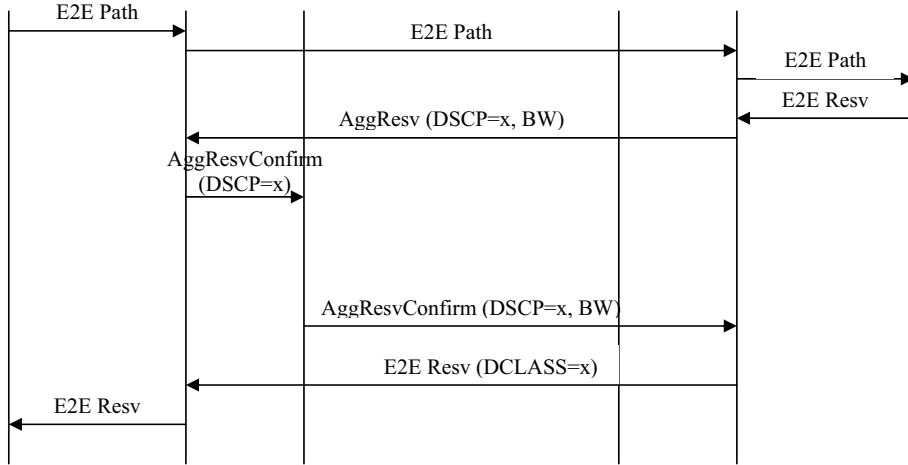 E2E Path
E2E Path
E2E Path
E2E Resv
AggResv (DSCP=x, BW)
AggResvConfirm
(DSCP=x)
AggResvConfirm (DSCP=x, BW)
E2E Resv (DCLASS=x)
E2E Resv